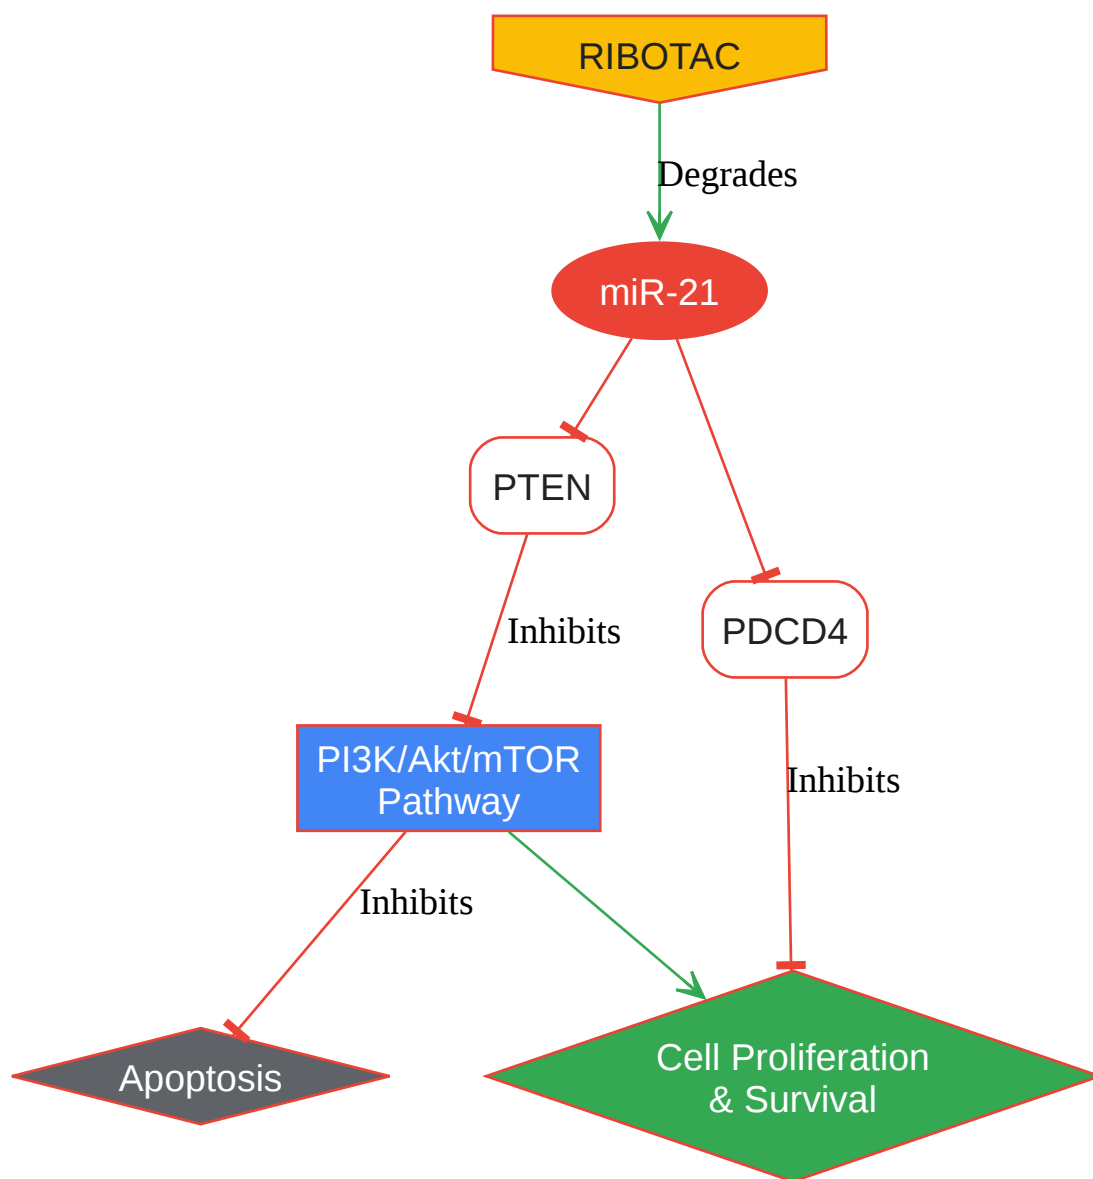 RIBOTAC
Degrades
miR-21
PTEN
Inhibits
PDCD4
PI3K/Akt/mTOR
Pathway
Inhibits
Inhibits
Apoptosis
Cell Proliferation
& Survival